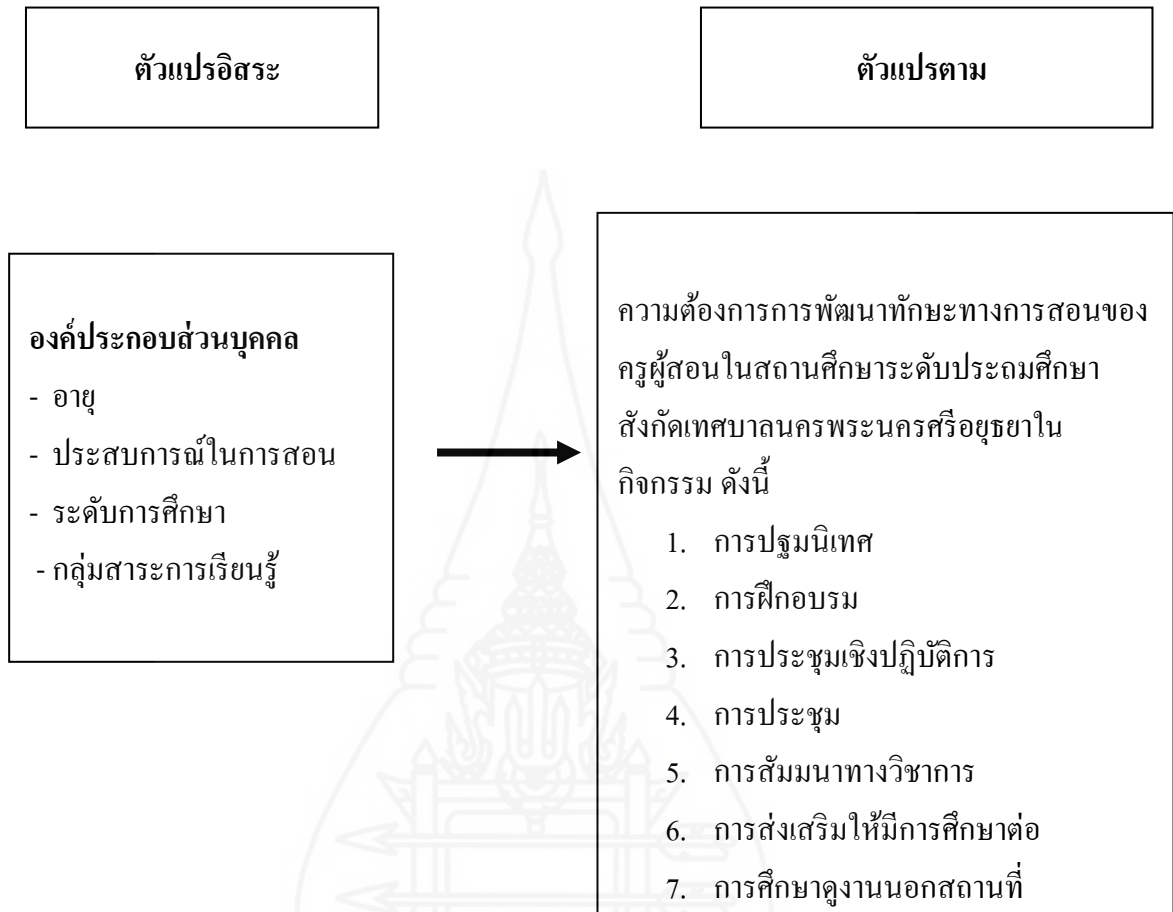 ตัวแปรอิสระ
ตัวแปรตาม
องค์ประกอบส่วนบุคคล
- อายุ
- ประสบการณ์ในการสอน
- ระดับการศึกษา
- กลุ่มสาระการเรียนรู้
ความต้องการการพัฒนาทักษะทางการสอนของ
ครูผู้สอนในสถานศึกษาระดับประถมศึกษา
สังกัดเทศบาลนครพระนครศรีอยุธยาใน
กิจกรรม ดังนี้
1. การปฐมนิเทศ
2. การฝึกอบรม
3. การประชุมเชิงปฏิบัติการ
4. การประชุม
5. การสัมมนาทางวิชาการ
6. การส่งเสริมให้มีการศึกษาต่อ
7. การศึกษาดูงานนอกสถานที่